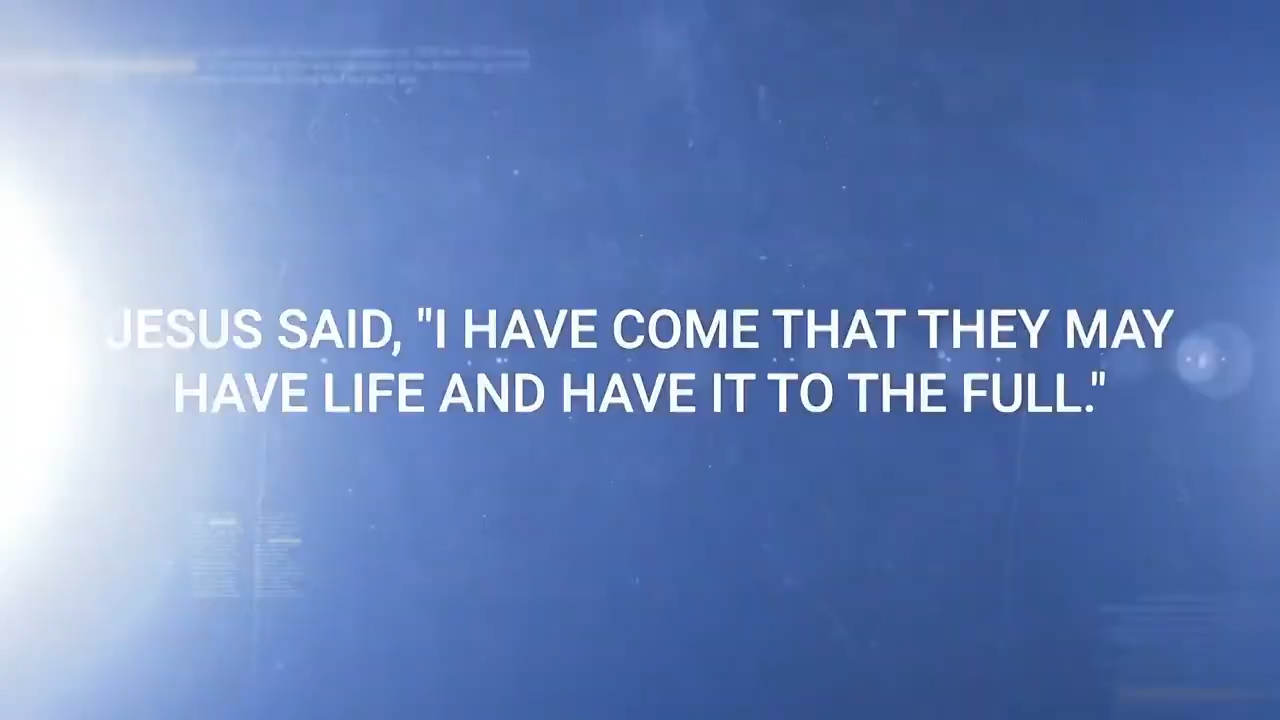 JESUS SAID, "I HAVE COME THAT THEY MAY
HAVE LIFE AND HAVE IT TO THE FULL."